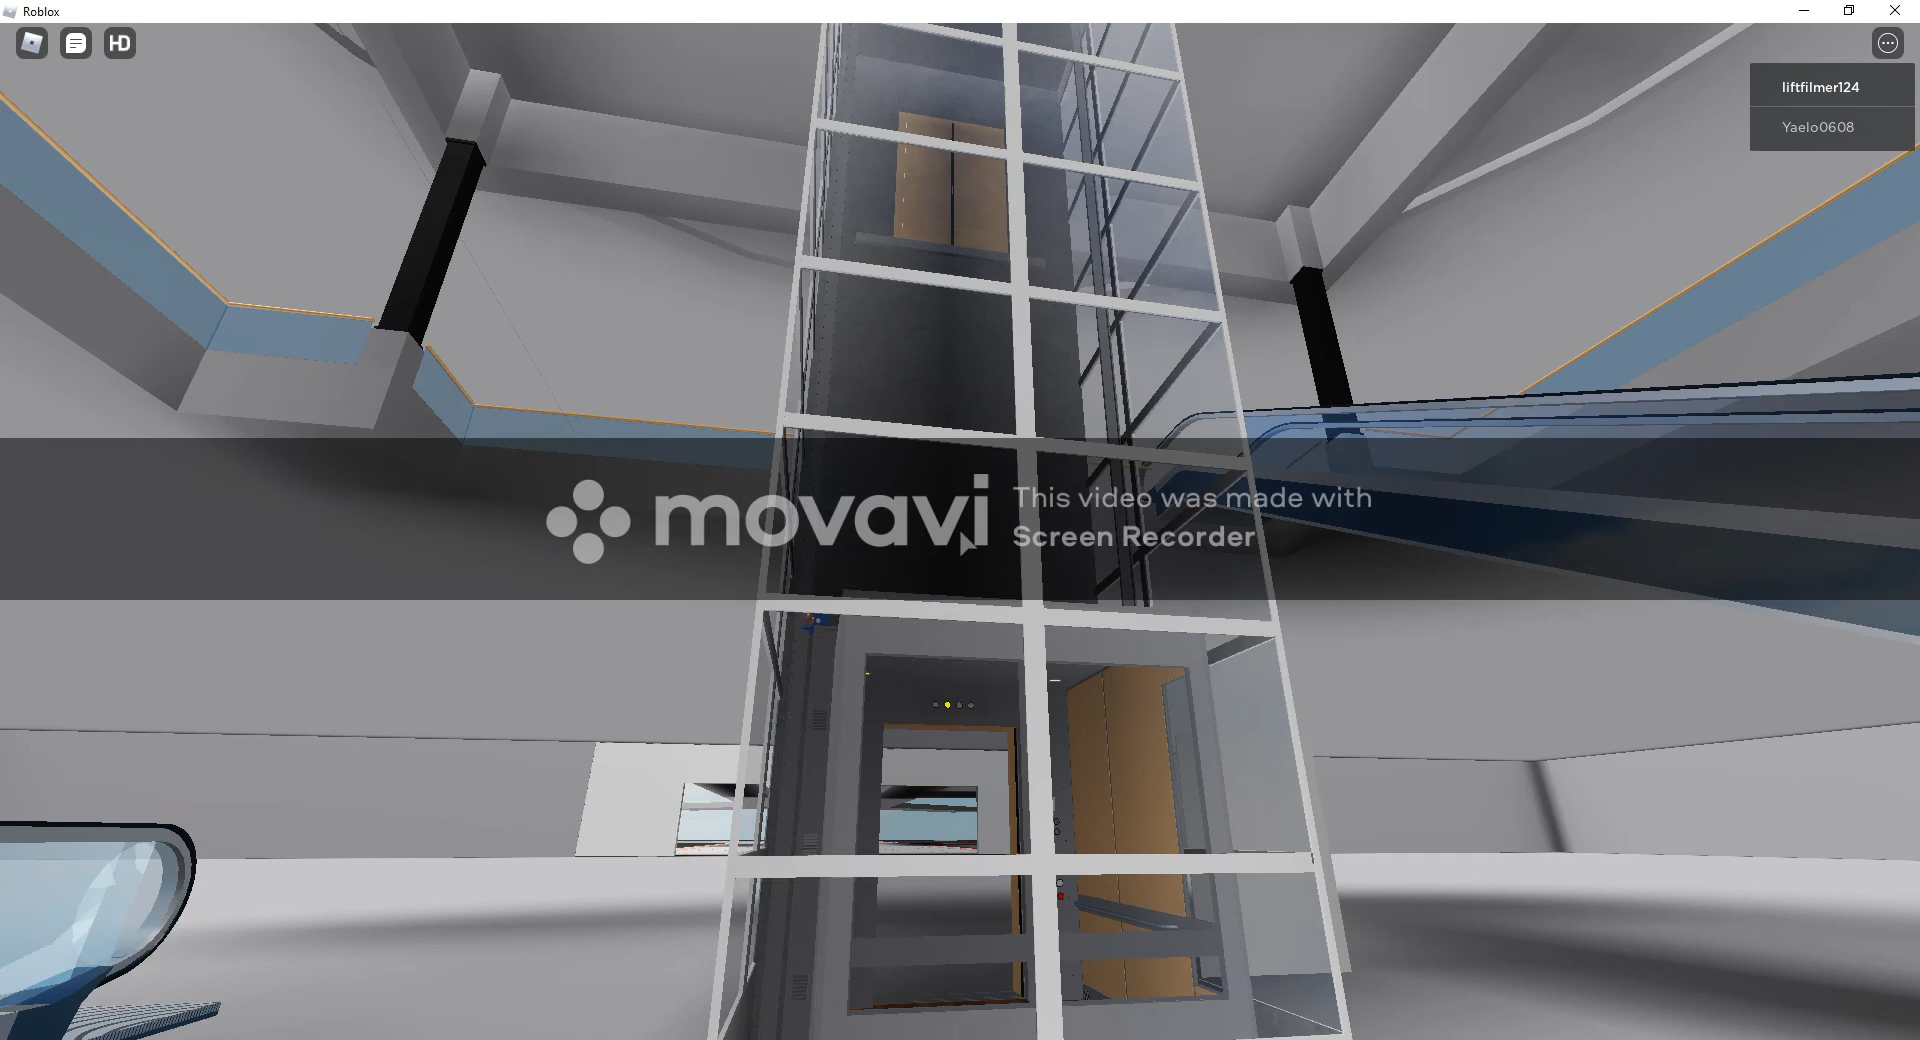 Roblox
HD
liftfilmer124
Yaelo0608
movavi
This video was made with
Screen Recorder